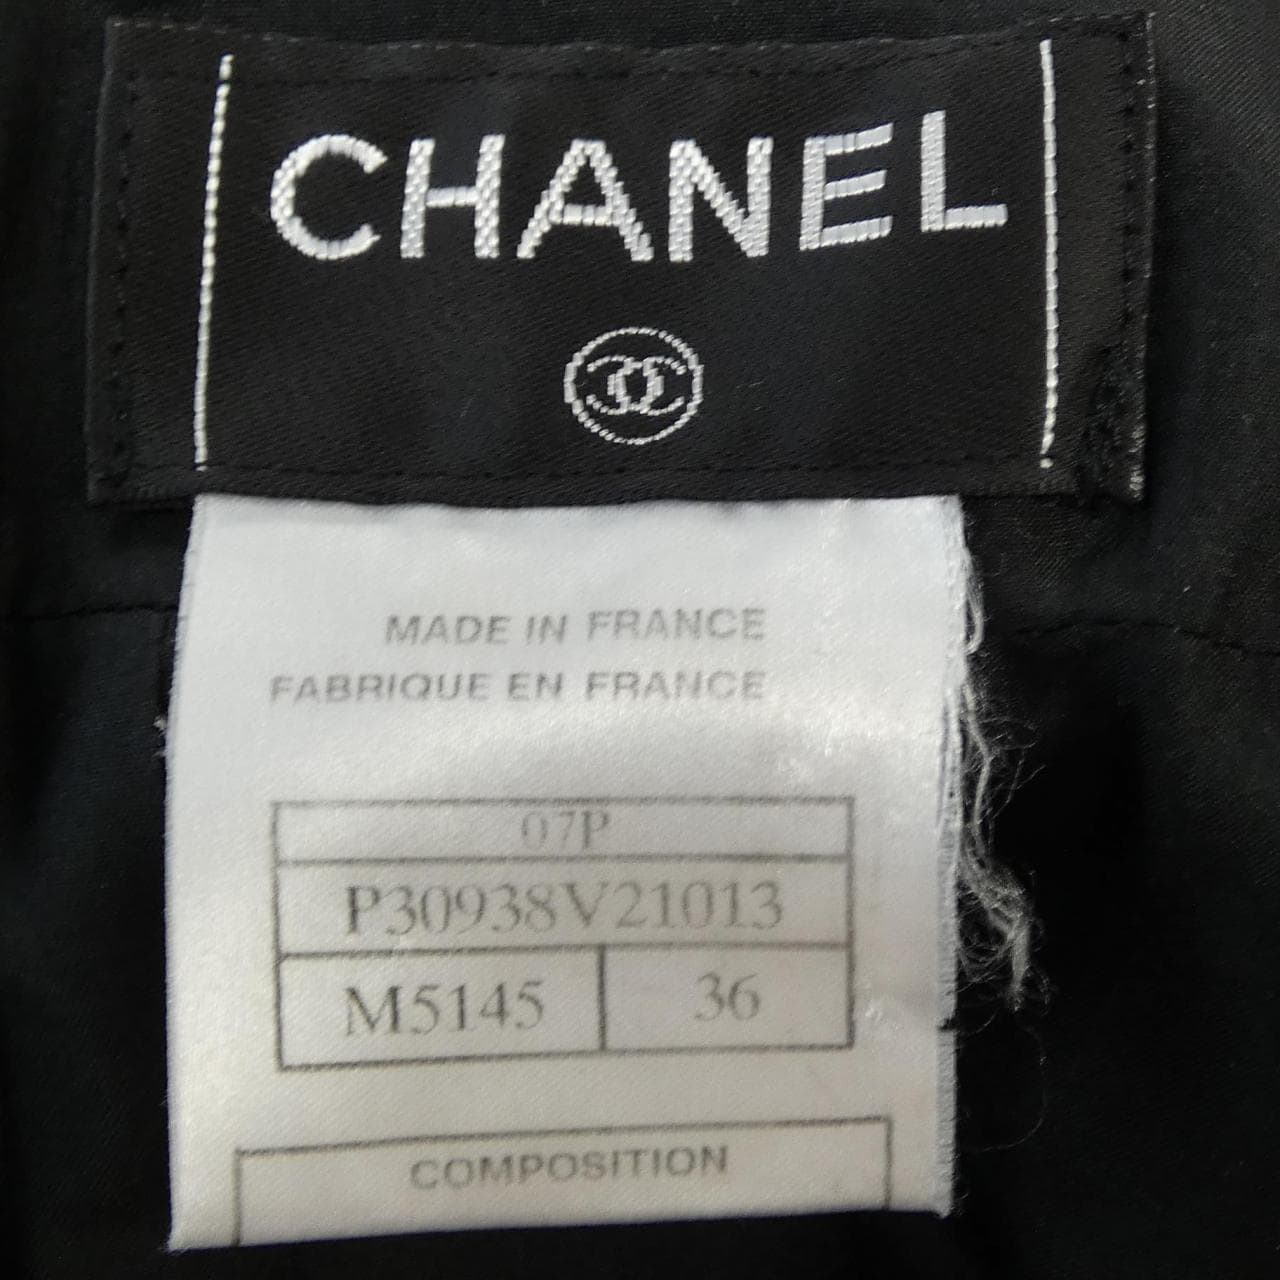 CHANEL
MADE IN FRANCE
FABRIQUE EN FRANCE
07P
P30938V21013
M5145 36
COMPOSITION